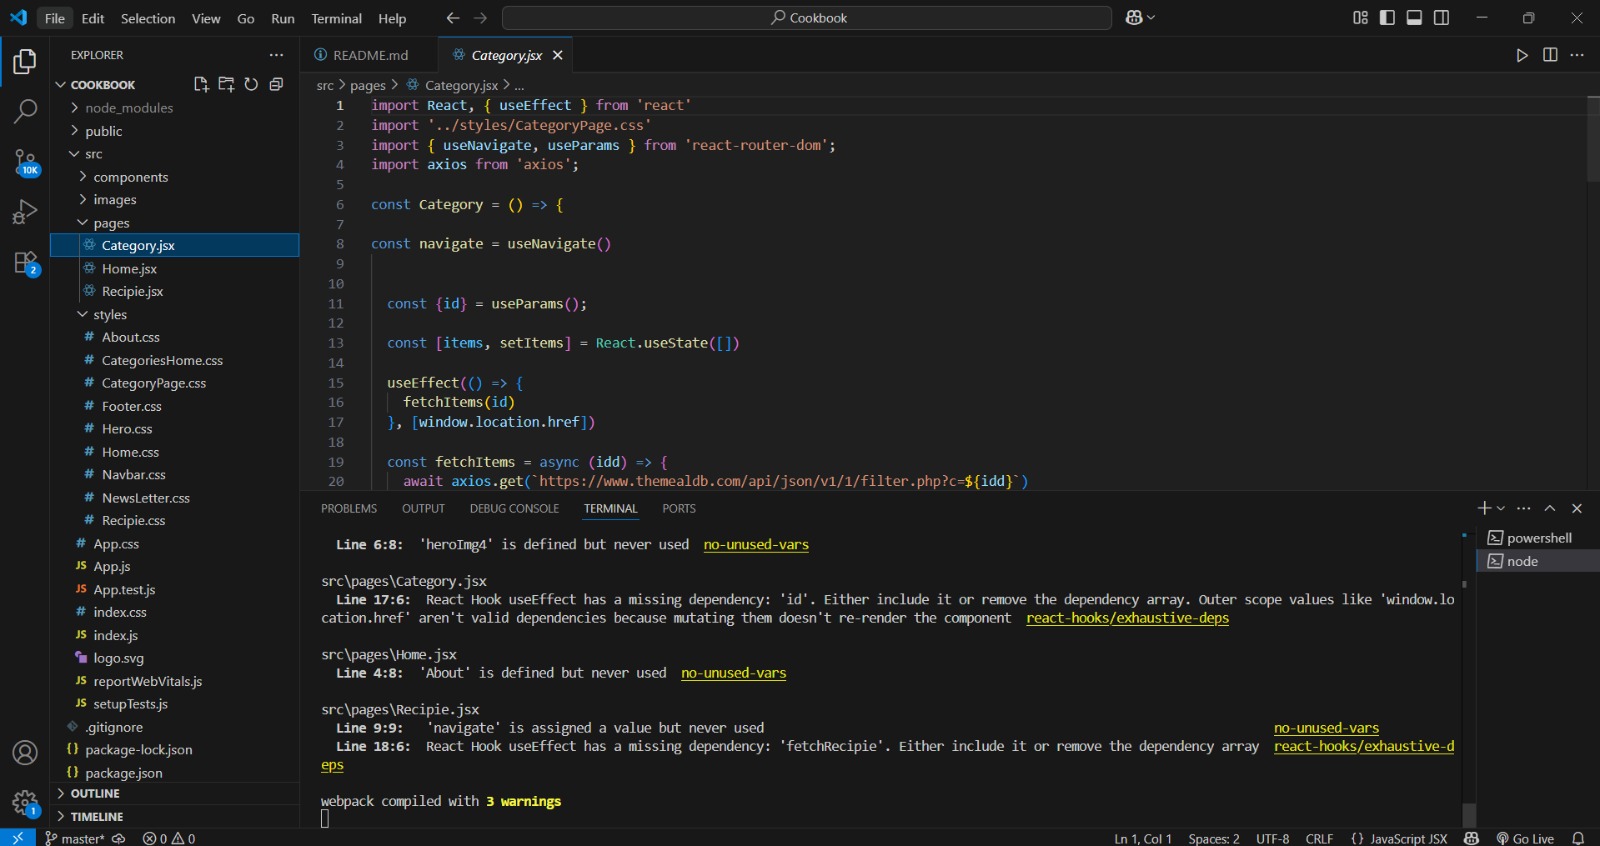 File Edit Selection View Go Run Terminal Help
Cookbook
EXPLORER
COOKBOOK
node_modules
public
src
components
images
pages
Category.jsx
Home.jsx
Recipie.jsx
styles
About.css
CategoriesHome.css
CategoryPage.css
Footer.css
Hero.css
Home.css
Navbar.css
NewsLetter.css
Recipie.css
App.css
App.js
App.test.js
index.css
index.js
logo.svg
reportWebVitals.js
setupTests.js
.gitignore
package-lock.json
package.json
OUTLINE
TIMELINE
10K
2
1
README.md Category.jsx
src > pages > Category.jsx > ...
1 import React, { useEffect } from 'react'
2 import '../styles/CategoryPage.css'
3 import { useNavigate, useParams } from 'react-router-dom';
4 import axios from 'axios';
5
6 const Category = () => {
7
8 const navigate = useNavigate()
9
10
11 const {id} = useParams();
12
13 const [items, setItems] = React.useState([])
14
15 useEffect(() => {
16 fetchItems(id)
17 }, [window.location.href])
18
19 const fetchItems = async (idd) => {
20 await axios.get(`https://www.themealdb.com/api/json/v1/1/filter.php?c=${idd}`)
PROBLEMS OUTPUT DEBUG CONSOLE TERMINAL PORTS
powershell
node
Line 6:8: 'heroImg4' is defined but never used no-unused-vars
src\pages\Category.jsx
Line 17:6: React Hook useEffect has a missing dependency: 'id'. Either include it or remove the dependency array. Outer scope values like 'window.lo
cation.href' aren't valid dependencies because mutating them doesn't re-render the component react-hooks/exhaustive-deps
src\pages\Home.jsx
Line 4:8: 'About' is defined but never used no-unused-vars
src\pages\Recipie.jsx
Line 9:9: 'navigate' is assigned a value but never used no-unused-vars
Line 18:6: React Hook useEffect has a missing dependency: 'fetchRecipie'. Either include it or remove the dependency array react-hooks/exhaustive-d
eps
webpack compiled with 3 warnings
master* 0 0 Ln 1, Col 1 Spaces: 2 UTF-8 CRLF {} JavaScript JSX Go Live